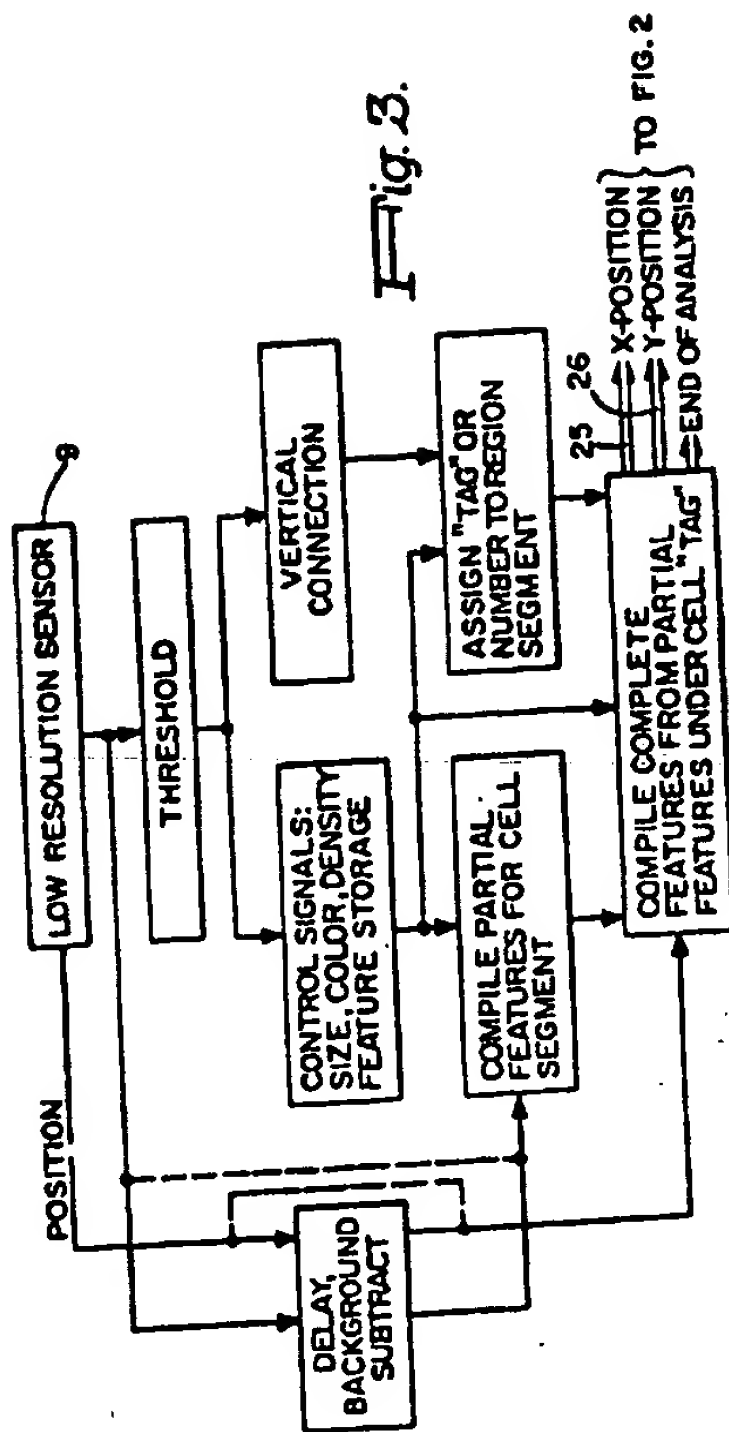 LOW RESOLUTION SENSOR
9
POSITION
THRESHOLD
CONTROL SIGNALS:
SIZE, COLOR, DENSITY
FEATURE STORAGE
VERTICAL
CONNECTION
DELAY,
BACKGROUND
SUBTRACT
COMPILE PARTIAL
FEATURES FOR CELL
SEGMENT
ASSIGN "TAG" OR
NUMBER TO REGION
SEGMENT
COMPILE COMPLETE
FEATURES FROM PARTIAL
FEATURES UNDER CELL "TAG"
25
26
X-POSITION
Y-POSITION
END OF ANALYSIS
TO FIG. 2
Fig. 3.